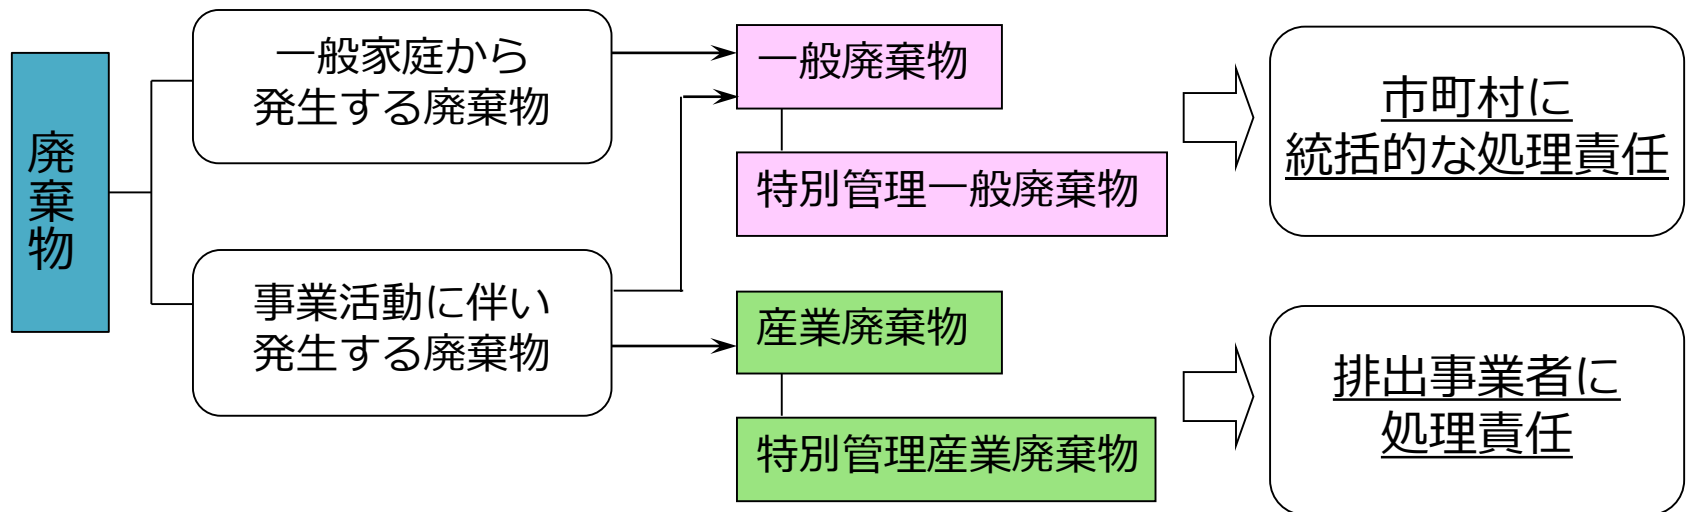 廃棄物
一般家庭から
発生する廃棄物
事業活動に伴い
発生する廃棄物
一般廃棄物
特別管理一般廃棄物
産業廃棄物
特別管理産業廃棄物
市町村に
統括的な処理責任
排出事業者に
処理責任